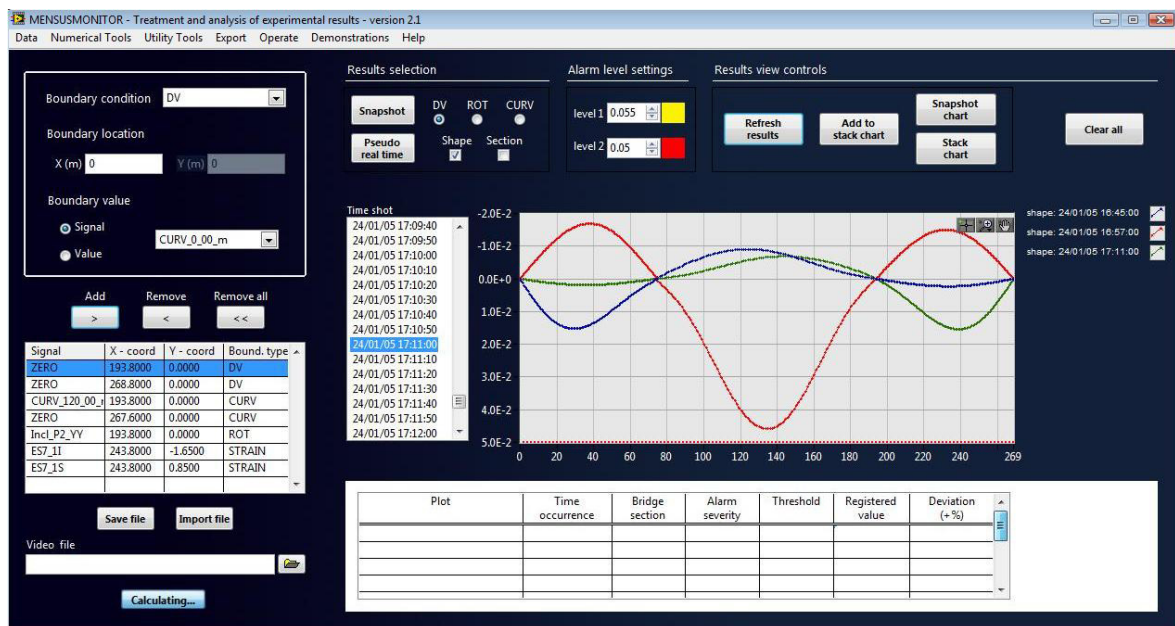 MENSUSMONITOR - Treatment and analysis of experimental results - version 2.1
Data Numerical Tools Utility Tools Export Operate Demonstrations Help
Boundary condition DV
Boundary location
X (m) 0 Y (m) 0
Boundary value
Signal
Value
CURV_0_00_m
Add Remove Remove all
> < <<
Signal X - coord Y - coord Bound. type
ZERO 193.8000 0.0000 DV
ZERO 268.8000 0.0000 DV
CURV_120_00_r 193.8000 0.0000 CURV
ZERO 267.6000 0.0000 CURV
Incl_P2_YY 193.8000 0.0000 ROT
ES7_1I 243.8000 -1.6500 STRAIN
ES7_1S 243.8000 0.8500 STRAIN
Save file Import file
Video file
Calculating...
Results selection
Snapshot
DV ROT CURV
Pseudo
real time
Shape Section
Alarm level settings
level 1 0.055
level 2 0.05
Results view controls
Refresh
results
Add to
stack chart
Snapshot
chart
Stack
chart
Clear all
Time shot
24/01/05 17:09:40
24/01/05 17:09:50
24/01/05 17:10:00
24/01/05 17:10:10
24/01/05 17:10:20
24/01/05 17:10:30
24/01/05 17:10:40
24/01/05 17:10:50
24/01/05 17:11:00
24/01/05 17:11:10
24/01/05 17:11:20
24/01/05 17:11:30
24/01/05 17:11:40
24/01/05 17:11:50
24/01/05 17:12:00
-2.0E-2
-1.0E-2
0.0E+0
1.0E-2
2.0E-2
3.0E-2
4.0E-2
5.0E-2
0 20 40 60 80 100 120 140 160 180 200 220 240 269
shape: 24/01/05 16:45:00
shape: 24/01/05 16:57:00
shape: 24/01/05 17:11:00
Plot Time Bridge Alarm Threshold Registered Deviation
occurrence section severity value (+%)